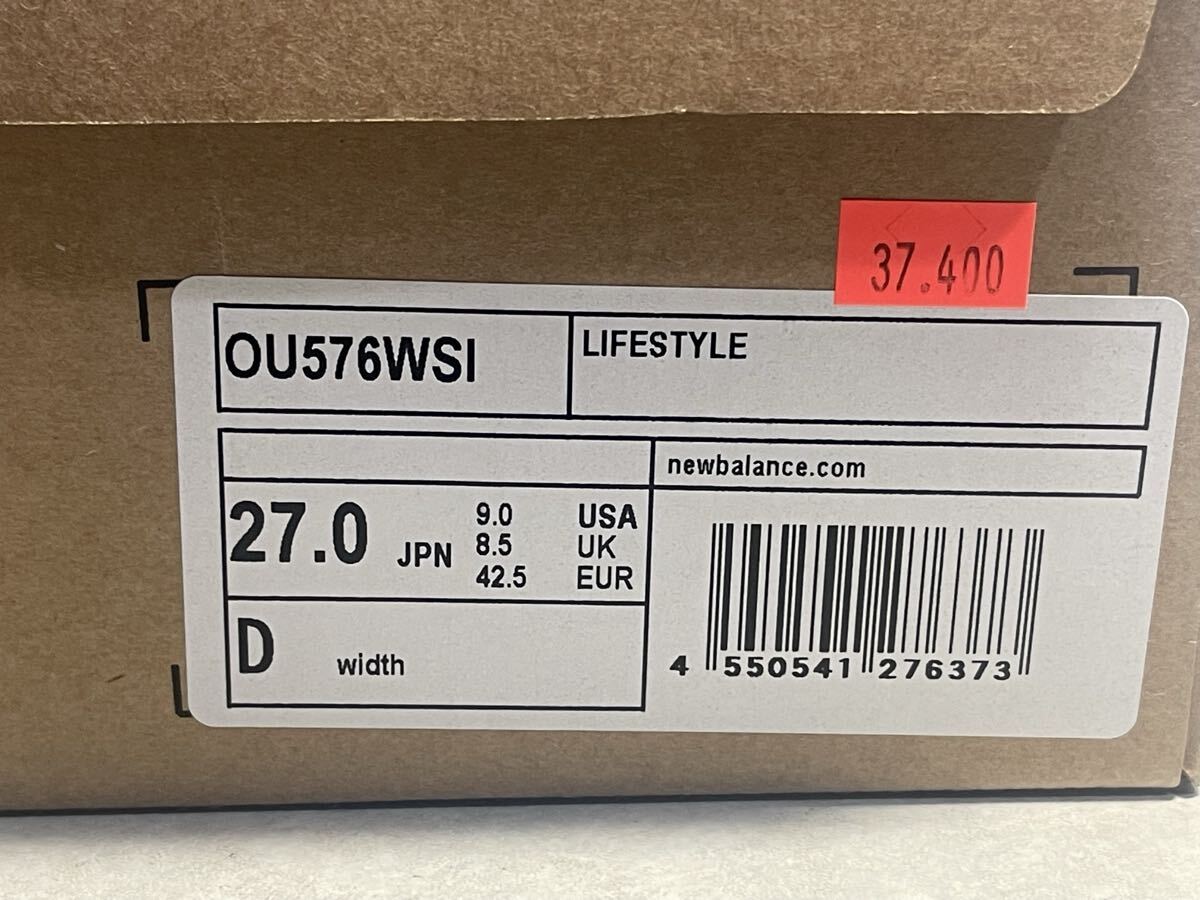 37.400
OU576WSI
LIFESTYLE
newbalance.com
27.0 JPN
9.0 USA
8.5 UK
42.5 EUR
D width
4 550541 276373